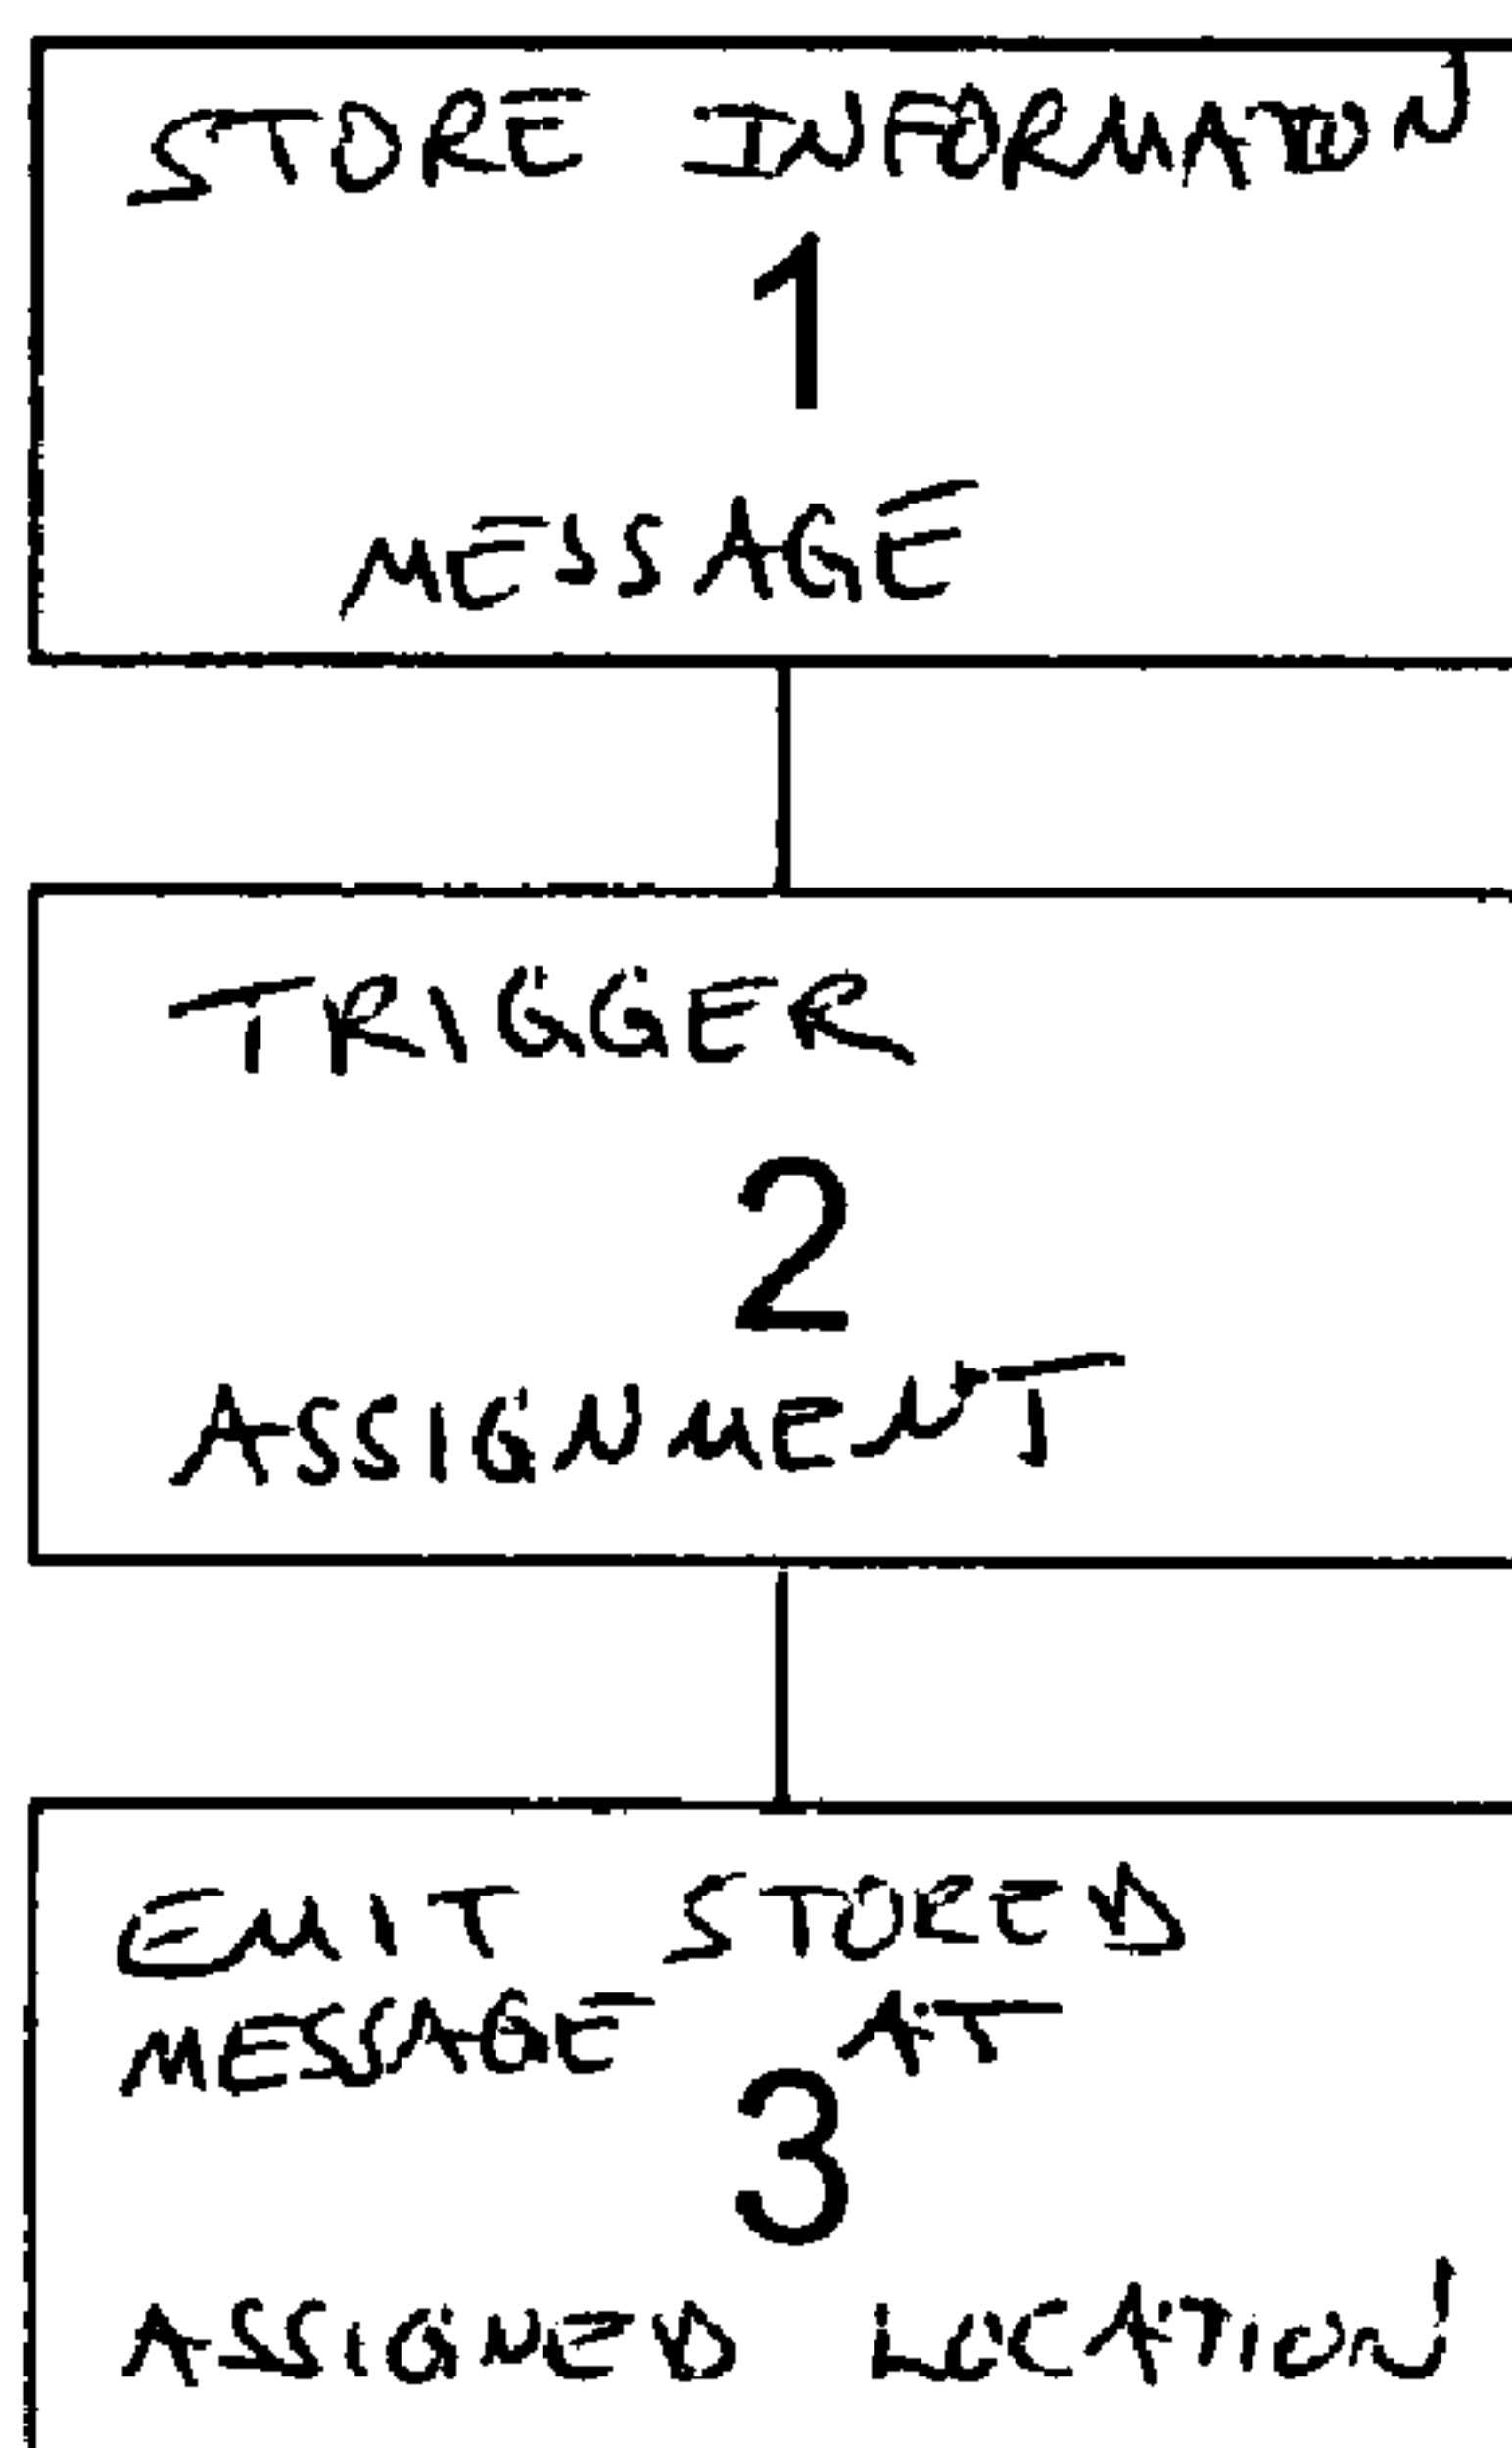 STORE INFORMATION
1
MESSAGE
TRIGGER
2
ASSIGNMENT
EMIT STORED
MESSAGE AT
3
ASSIGNED LOCATION